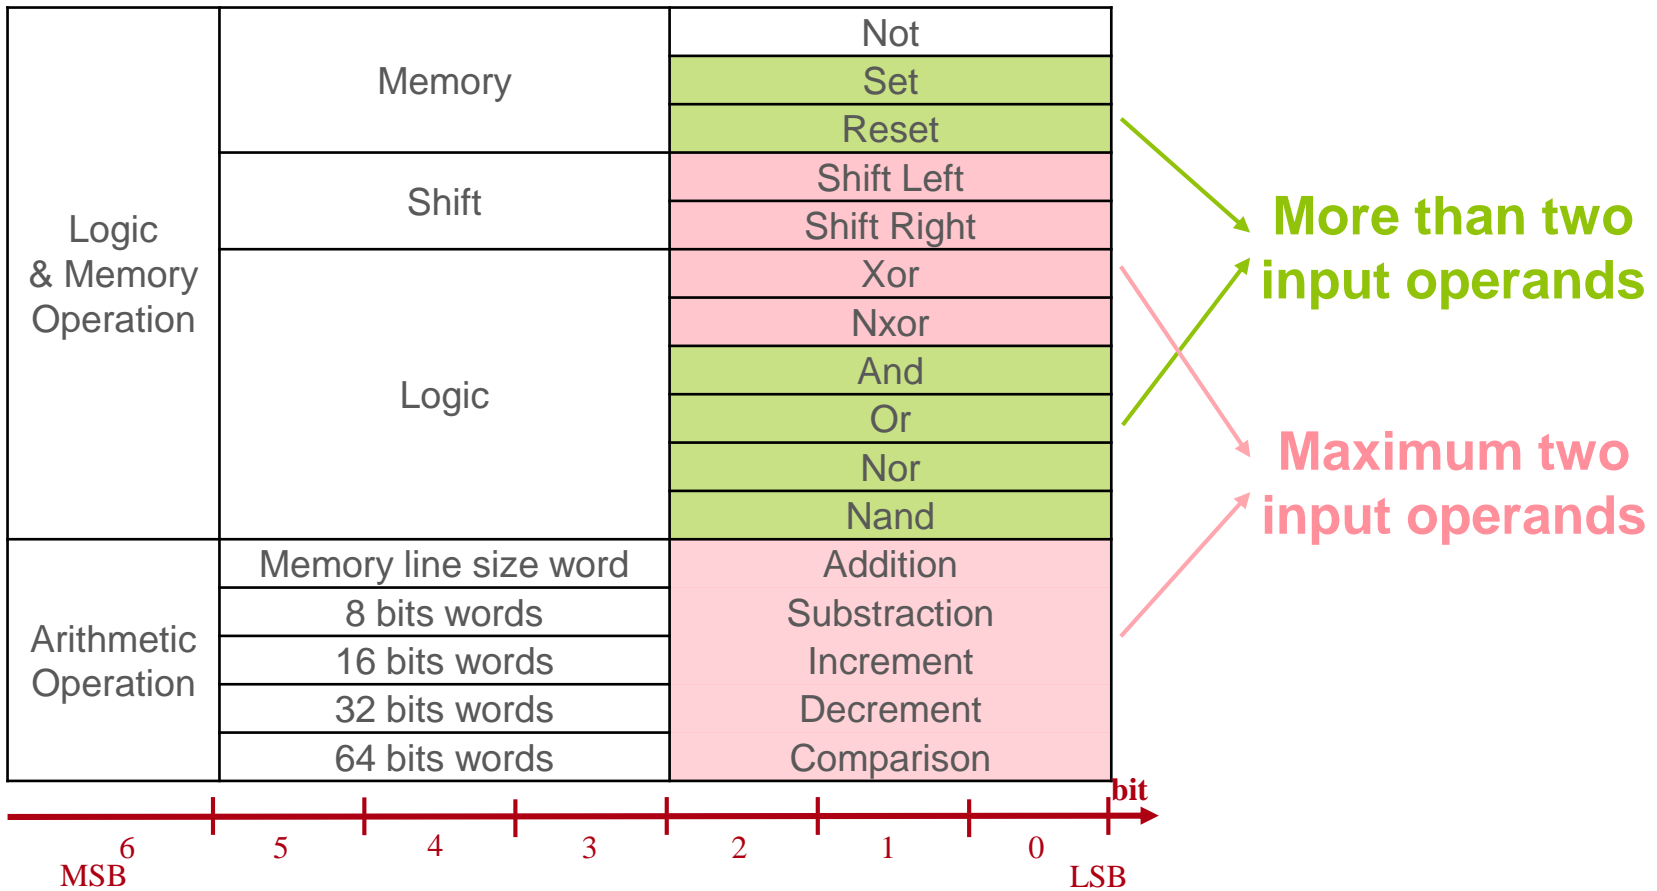 Logic
& Memory
Operation
Memory
Not
Set
Reset
Shift
Shift Left
Shift Right
Logic
Xor
Nxor
And
Or
Nor
Nand
Arithmetic
Operation
Memory line size word
Addition
8 bits words
Substraction
16 bits words
Increment
32 bits words
Decrement
64 bits words
Comparison
More than two
input operands
Maximum two
input operands
bit
6 5 4 3 2 1 0
MSB LSB